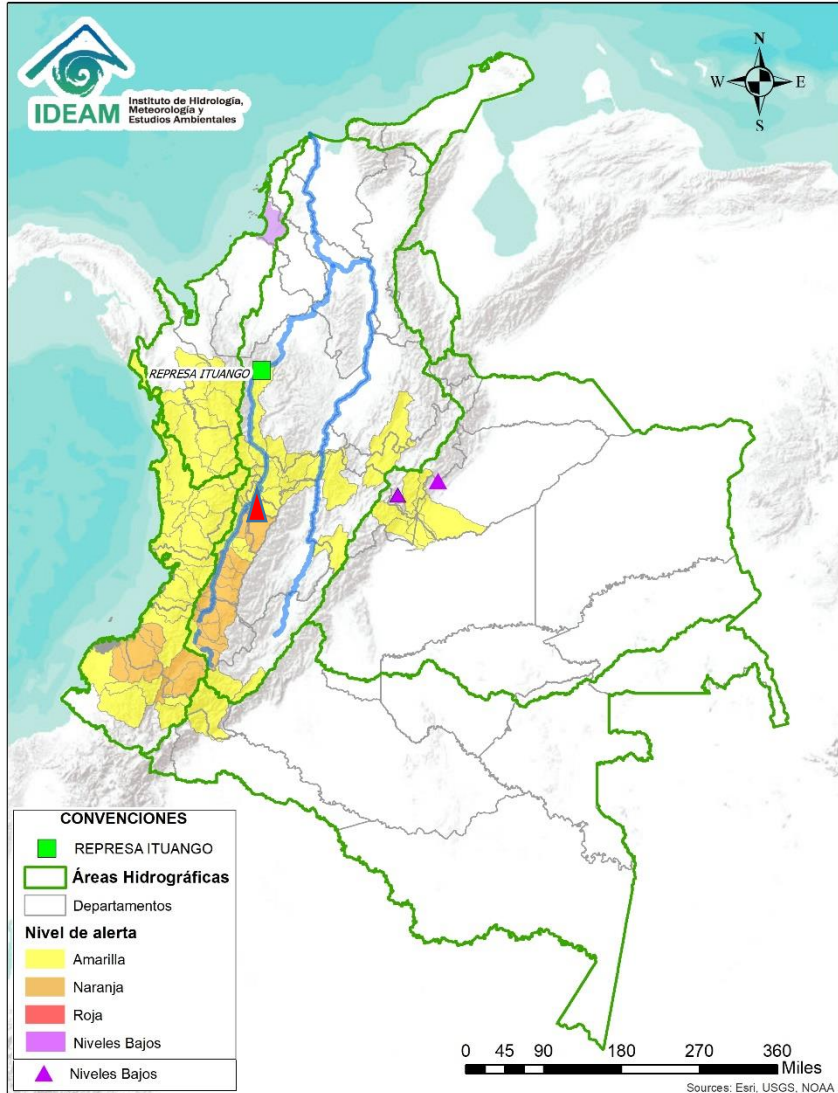 IDEAM
Instituto de Hidrología,
Meteorología y
Estudios Ambientales
N
W
E
S
REPRESA ITUANGO
CONVENCIONES
REPRESA ITUANGO
Áreas Hidrográficas
Departamentos
Nivel de alerta
Amarilla
Naranja
Roja
Niveles Bajos
Niveles Bajos
0 45 90 180 270 360
Miles
Sources: Esri, USGS, NOAA